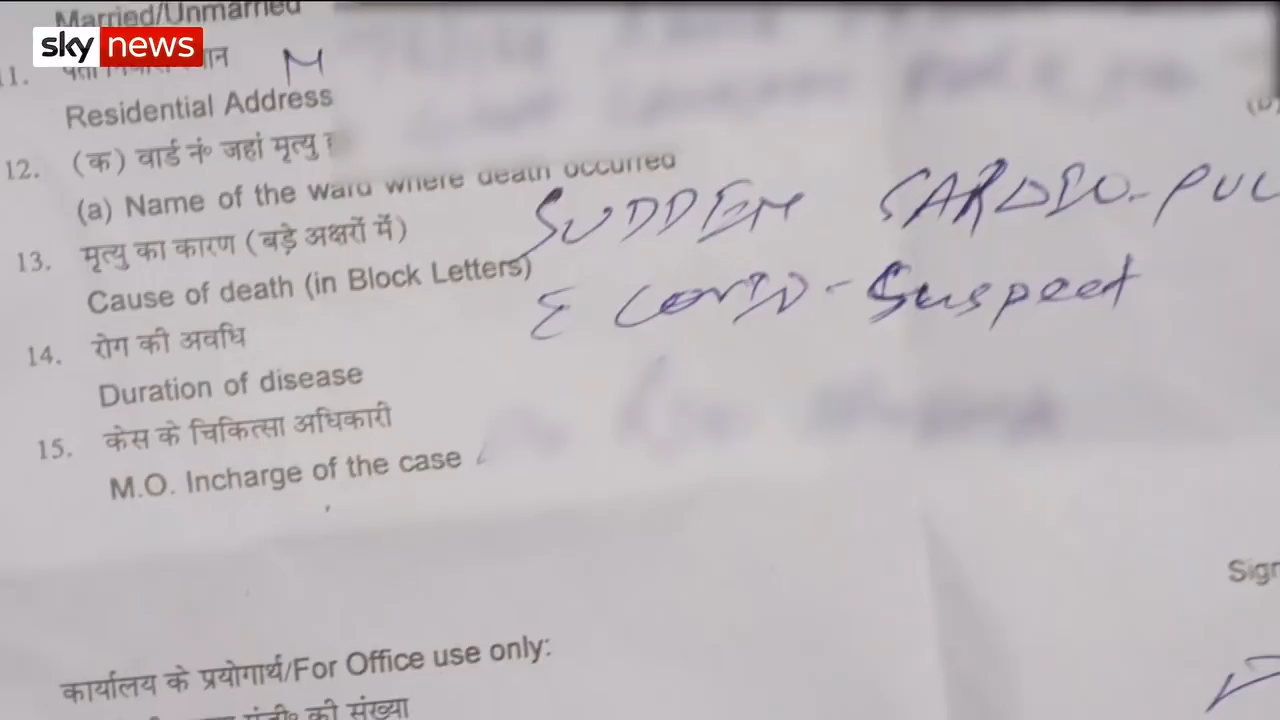 Married/Unmarried
sky news
11.
M
Residential Address
12. (क) वार्ड नं० जहां मृत्यु
(a) Name of the ward where death occurred
SUDDEN CARDIO-PUL
13. मृत्यु का कारण (बड़े अक्षरों में)
Cause of death (in Block Letters)
COVID-Suspect
14. रोग की अवधि
Duration of disease
15. केस के चिकित्सा अधिकारी
M.O. Incharge of the case
Sign
कार्यालय के प्रयोगार्थ/For Office use only:
की संख्या